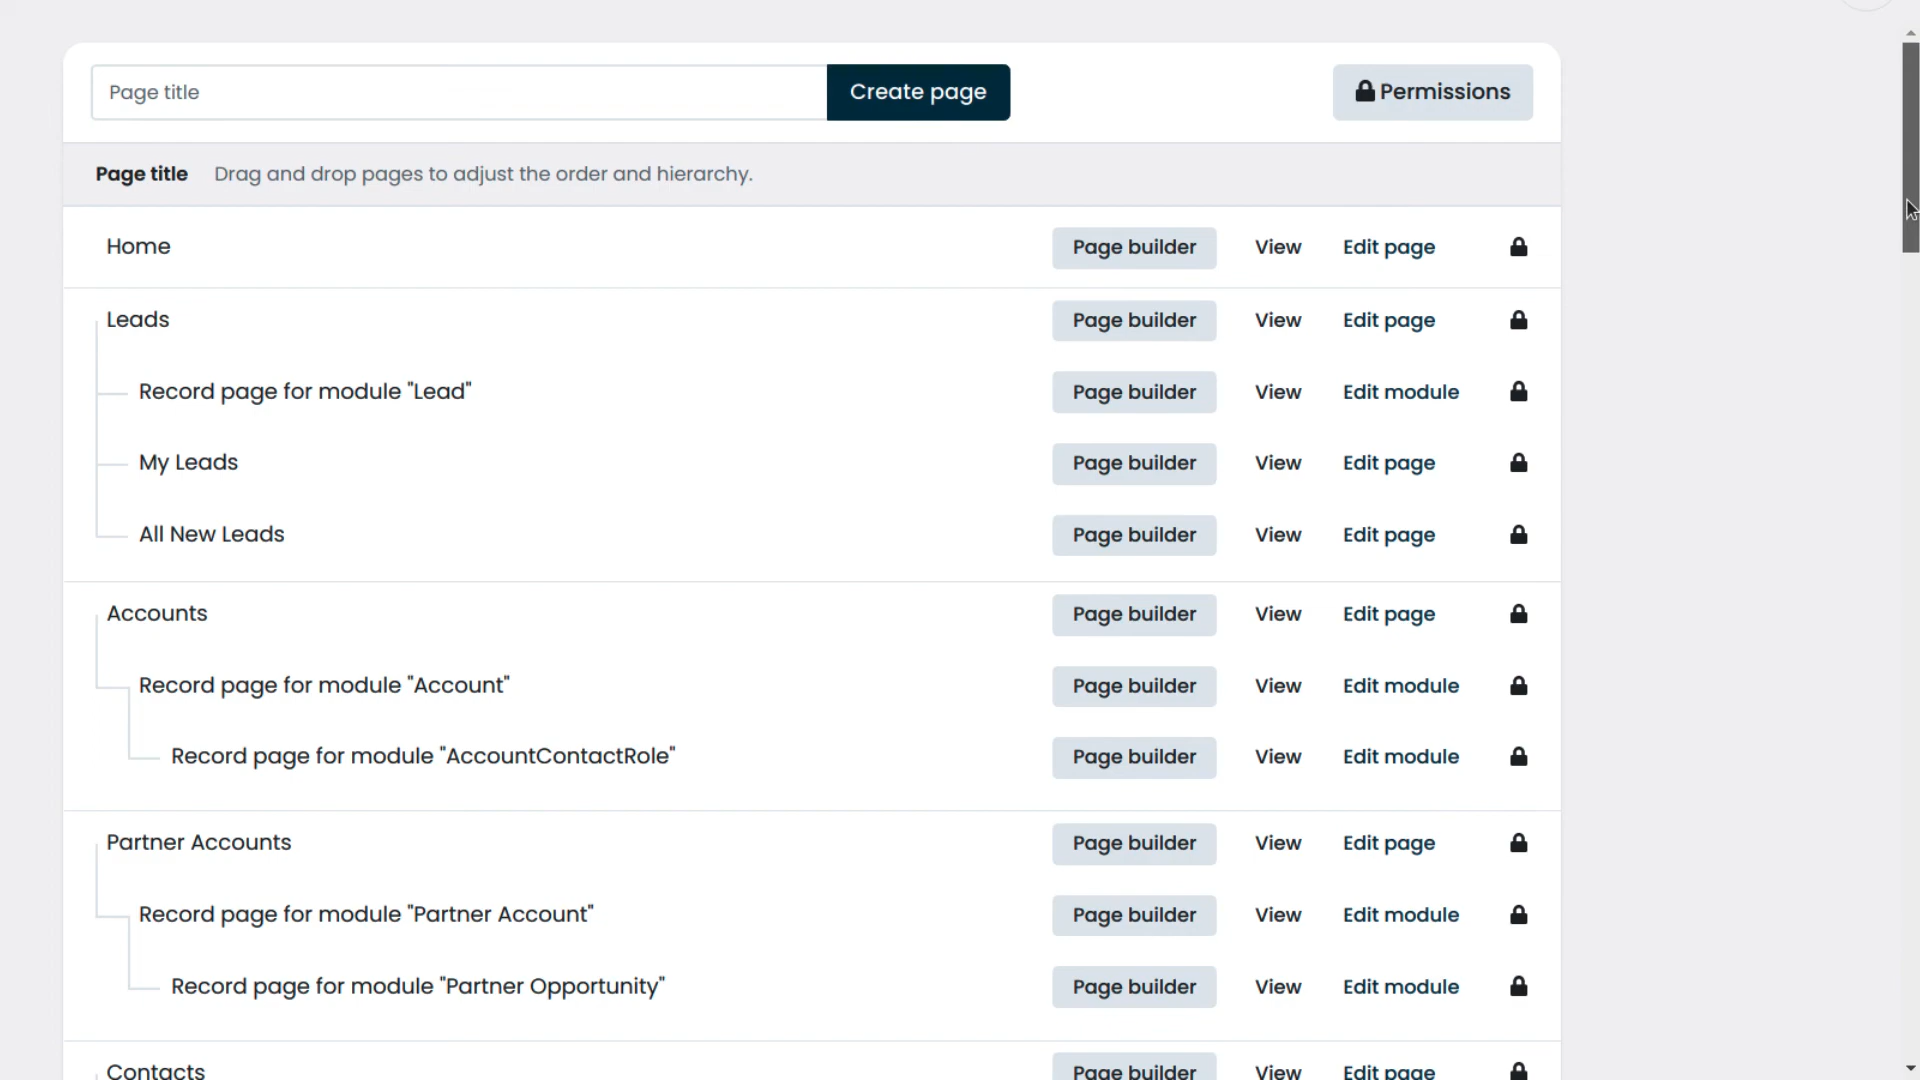 Page title Create page Permissions
Page title Drag and drop pages to adjust the order and hierarchy.
Home Page builder View Edit page
Leads Page builder View Edit page
Record page for module "Lead" Page builder View Edit module
My Leads Page builder View Edit page
All New Leads Page builder View Edit page
Accounts Page builder View Edit page
Record page for module "Account" Page builder View Edit module
Record page for module "AccountContactRole" Page builder View Edit module
Partner Accounts Page builder View Edit page
Record page for module "Partner Account" Page builder View Edit module
Record page for module "Partner Opportunity" Page builder View Edit module
Contacts Page builder View Edit page